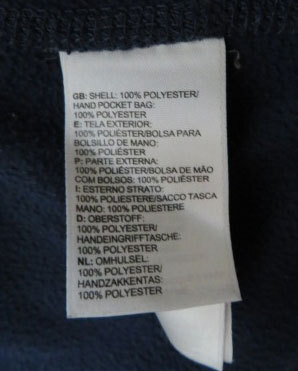 GB: SHELL: 100% POLYESTER/
HAND POCKET BAG:
100% POLYESTER
E: TELA EXTERIOR:
100% POLIÉSTER/BOLSA PARA
BOLSILLO DE MANO:
100% POLIÉSTER
P: PARTE EXTERNA:
100% POLIÉSTER/BOLSA DE MÃO
COM BOLSOS: 100% POLIÉSTER
I: ESTERNO STRATO:
100% POLIESTERE/SACCO TASCA
MANO: 100% POLIESTERE
D: OBERSTOFF:
100% POLYESTER/
HANDEINGRIFFTASCHE:
100% POLYESTER
NL: OMHULSEL:
100% POLYESTER/
HANDZAKKENTAS:
100% POLYESTER